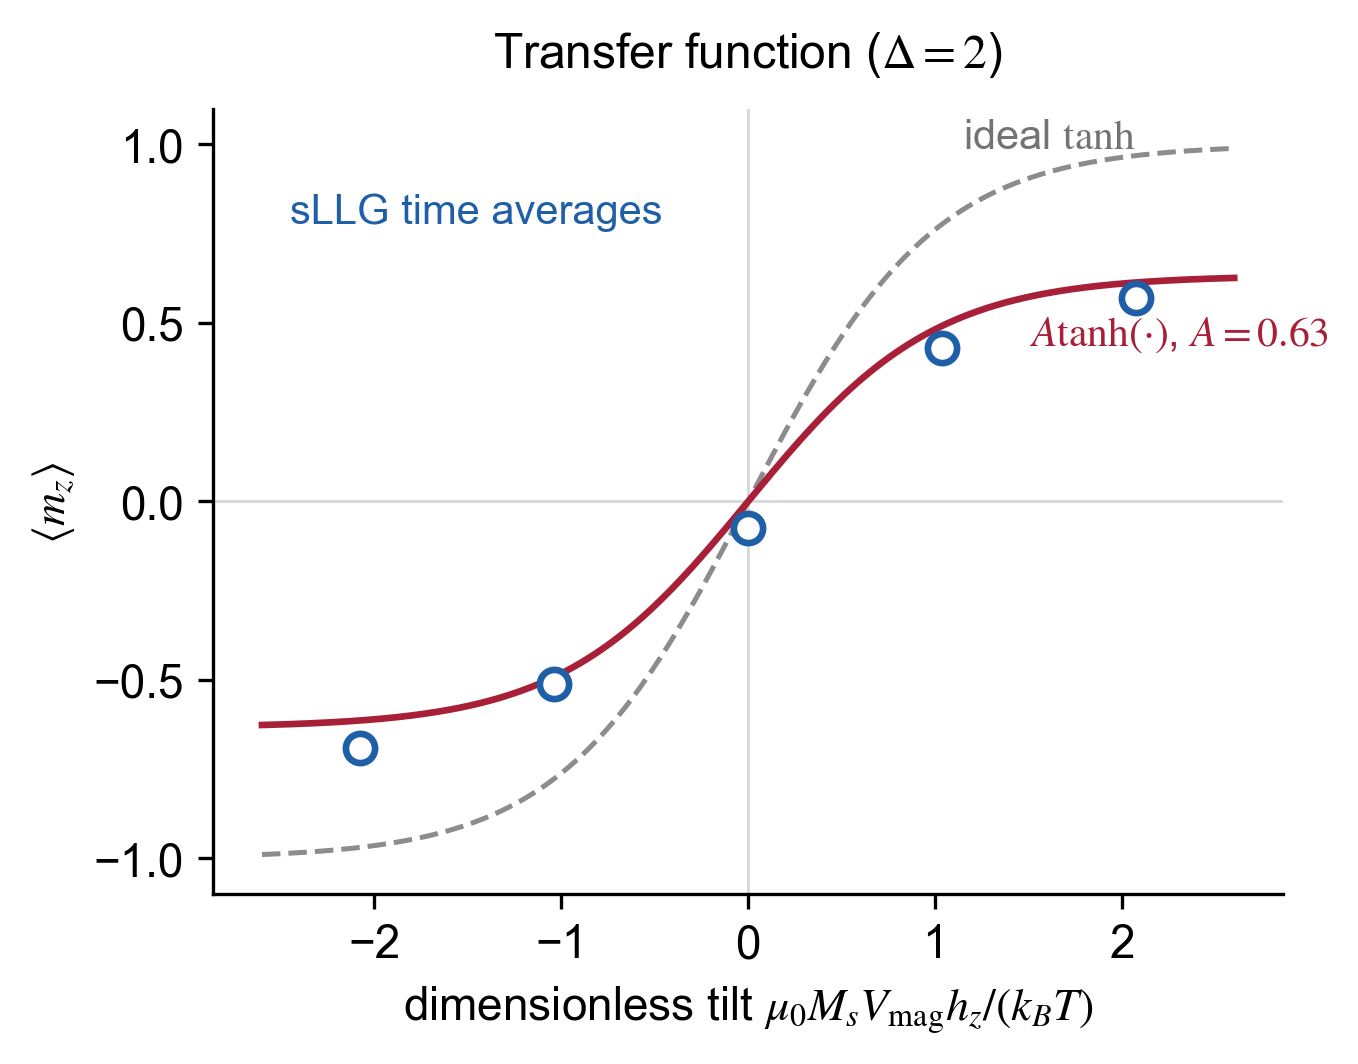 Transfer function (Δ = 2)
1.0
0.5
0.0
−0.5
−1.0
⟨m_z⟩
ideal tanh
sLLG time averages
A tanh(·), A = 0.63
−2
−1
0
1
2
dimensionless tilt μ₀M_sV_mag h_z/(k_BT)